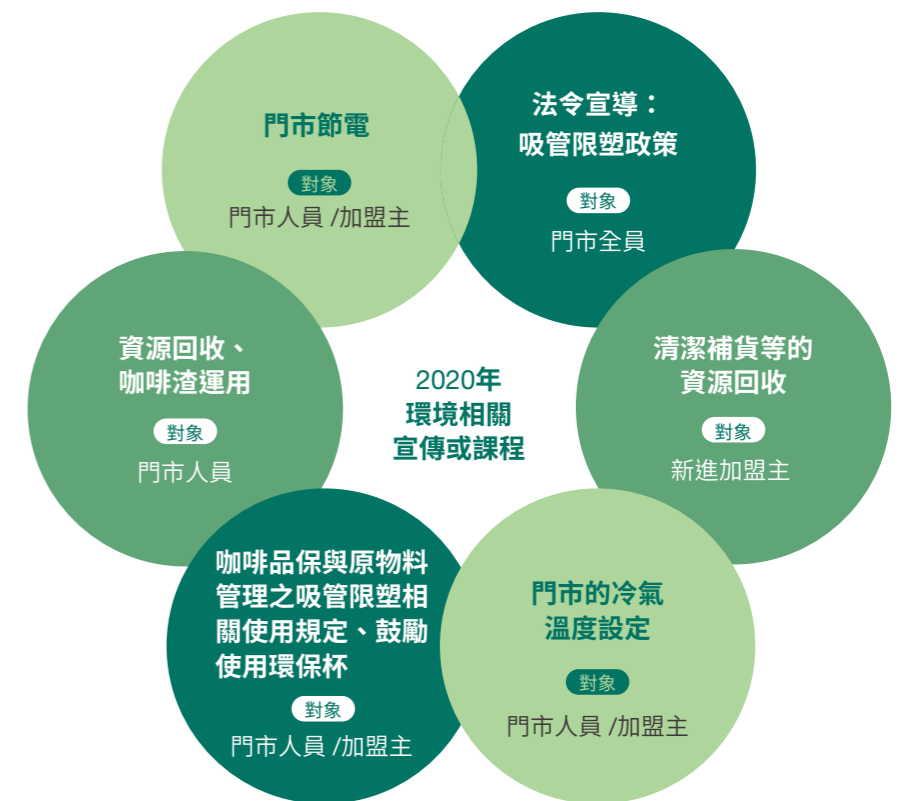 門市節電
對象
門市人員 /加盟主
法令宣導：
吸管限塑政策
對象
門市全員
資源回收、
咖啡渣運用
對象
門市人員
2020年
環境相關
宣傳或課程
清潔補貨等的
資源回收
對象
新進加盟主
咖啡品保與原物料
管理之吸管限塑相
關使用規定、鼓勵
使用環保杯
對象
門市人員 /加盟主
門市的冷氣
溫度設定
對象
門市人員 /加盟主